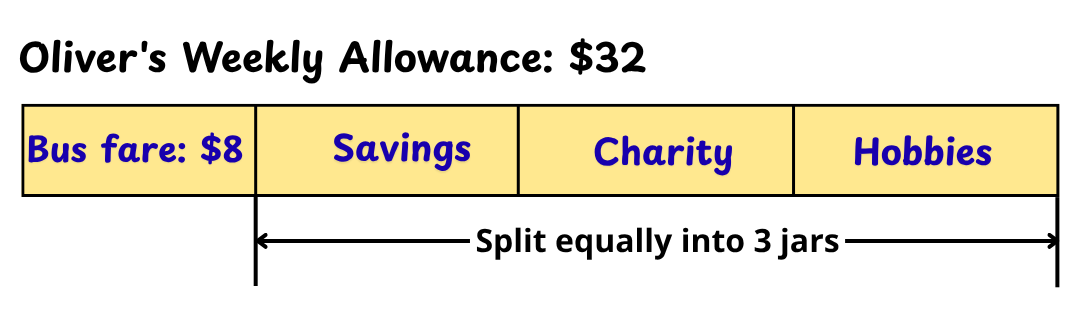 Oliver's Weekly Allowance: $32
Bus fare: $8 Savings Charity Hobbies
Split equally into 3 jars